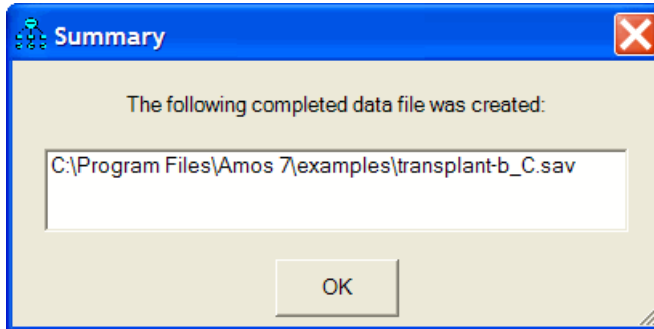 Summary
The following completed data file was created:
C:\Program Files\Amos 7\examples\transplant-b_C.sav
OK